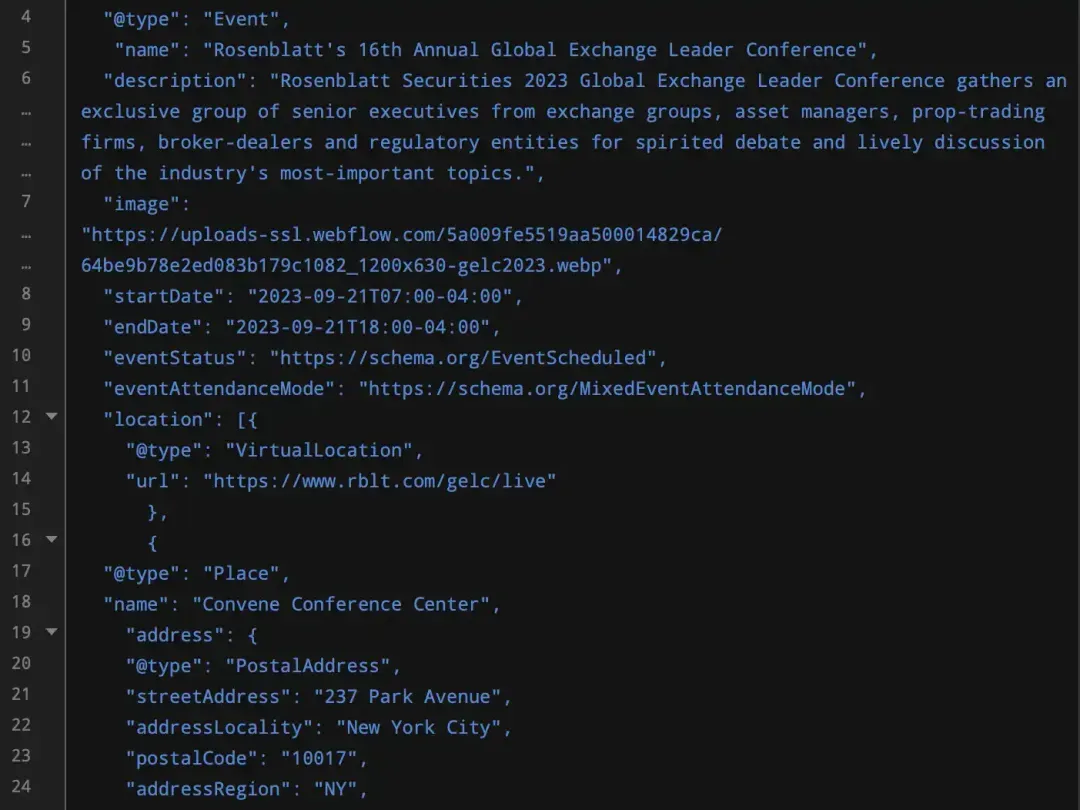 4 "@type": "Event",
5 "name": "Rosenblatt's 16th Annual Global Exchange Leader Conference",
6 "description": "Rosenblatt Securities 2023 Global Exchange Leader Conference gathers an
… exclusive group of senior executives from exchange groups, asset managers, prop-trading
… firms, broker-dealers and regulatory entities for spirited debate and lively discussion
… of the industry's most-important topics.",
7 "image":
… "https://uploads-ssl.webflow.com/5a009fe5519aa500014829ca/
… 64be9b78e2ed083b179c1082_1200x630-gelc2023.webp",
8 "startDate": "2023-09-21T07:00-04:00",
9 "endDate": "2023-09-21T18:00-04:00",
10 "eventStatus": "https://schema.org/EventScheduled",
11 "eventAttendanceMode": "https://schema.org/MixedEventAttendanceMode",
12 "location": [{
13 "@type": "VirtualLocation",
14 "url": "https://www.rblt.com/gelc/live"
15 },
16 {
17 "@type": "Place",
18 "name": "Convene Conference Center",
19 "address": {
20 "@type": "PostalAddress",
21 "streetAddress": "237 Park Avenue",
22 "addressLocality": "New York City",
23 "postalCode": "10017",
24 "addressRegion": "NY",